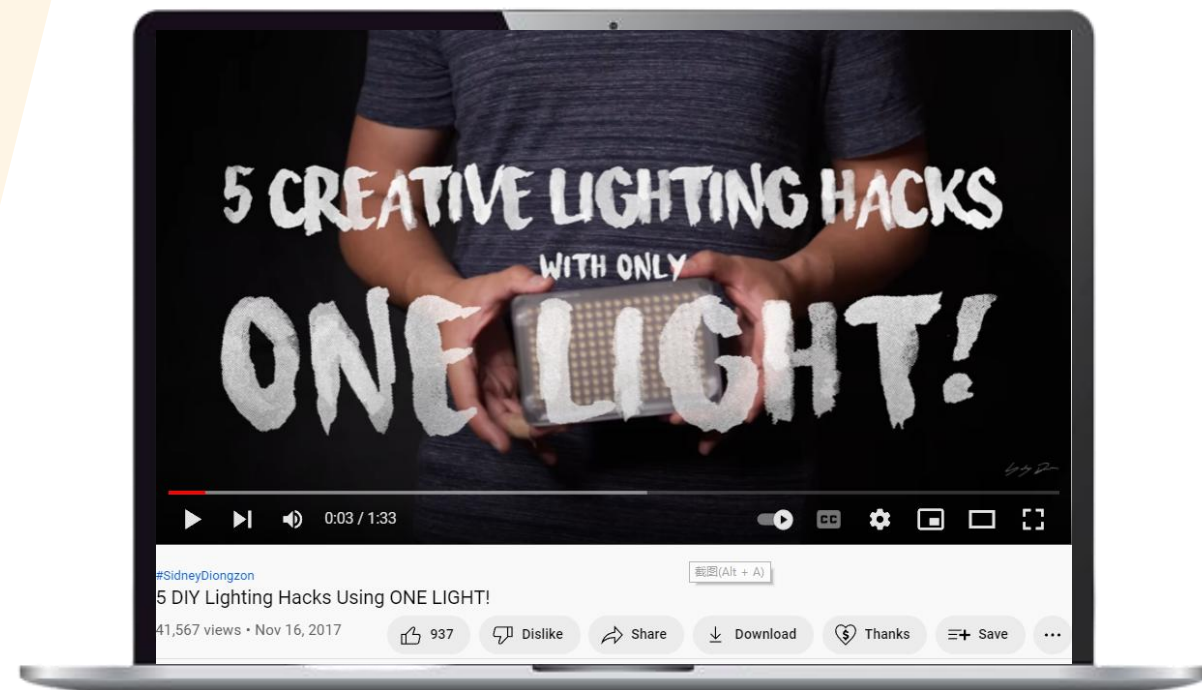 5 CREATIVE LIGHTING HACKS
WITH ONLY
ONE LIGHT!
0:03 / 1:33
CC
#SidneyDiongzon
截图(Alt + A)
5 DIY Lighting Hacks Using ONE LIGHT!
41,567 views • Nov 16, 2017
937
Dislike
Share
Download
Thanks
Save